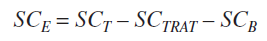 SC_E = SC_T − SC_TRAT − SC_B